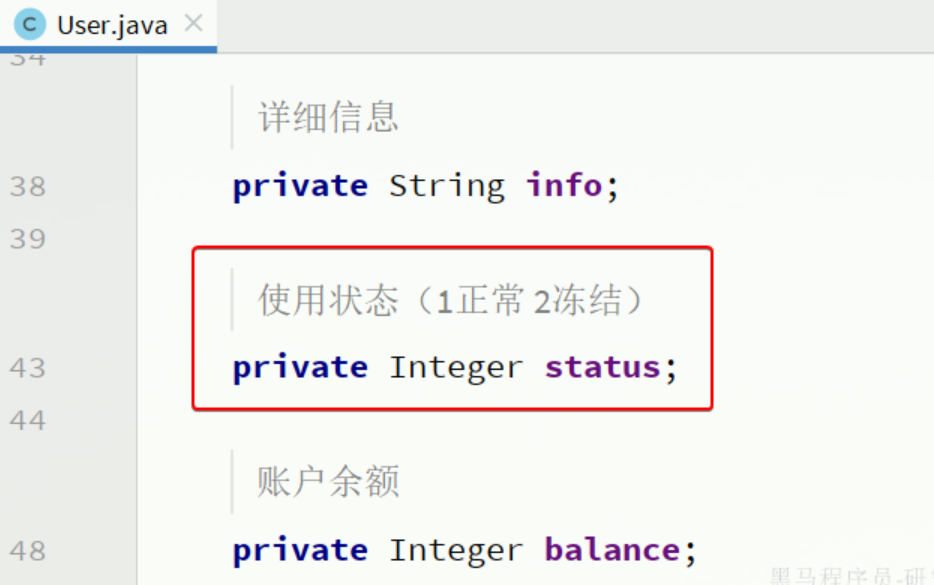 C User.java ×
34
详细信息
38 private String info;
39
使用状态（1正常 2冻结）
43 private Integer status;
44
账户余额
48 private Integer balance;
黑马程序员-研